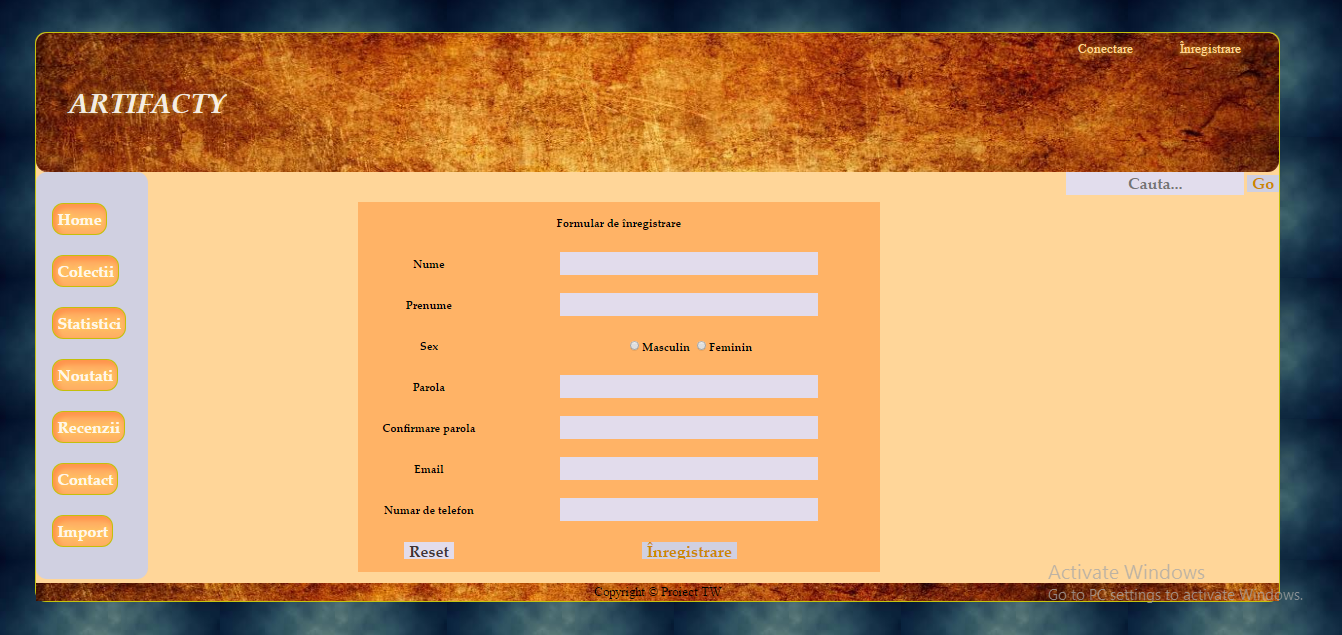 Conectare Înregistrare
ARTIFACTY
Cauta... Go
Home
Colectii
Statistici
Noutati
Recenzii
Contact
Import
Formular de înregistrare
Nume
Prenume
Sex Masculin Feminin
Parola
Confirmare parola
Email
Numar de telefon
Reset Înregistrare
Activate Windows
Go to PC settings to activate Windows.
Copyright © Proiect TW